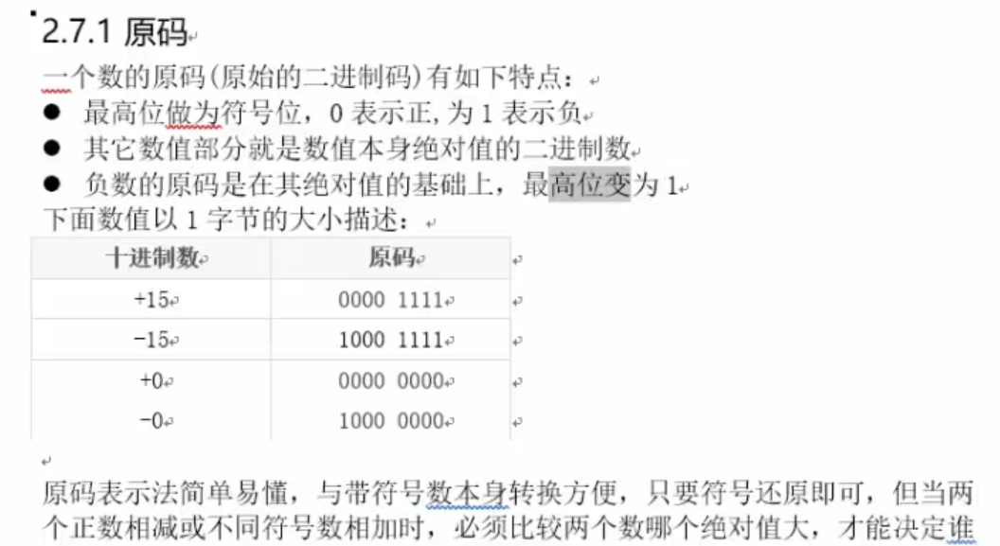 2.7.1 原码
一个数的原码(原始的二进制码)有如下特点：
● 最高位做为符号位，0 表示正,为 1 表示负
● 其它数值部分就是数值本身绝对值的二进制数
● 负数的原码是在其绝对值的基础上，最高位变为 1
下面数值以 1 字节的大小描述：
十进制数 原码
+15 0000 1111
-15 1000 1111
+0 0000 0000
-0 1000 0000
原码表示法简单易懂，与带符号数本身转换方便，只要符号还原即可，但当两
个正数相减或不同符号数相加时，必须比较两个数哪个绝对值大，才能决定谁